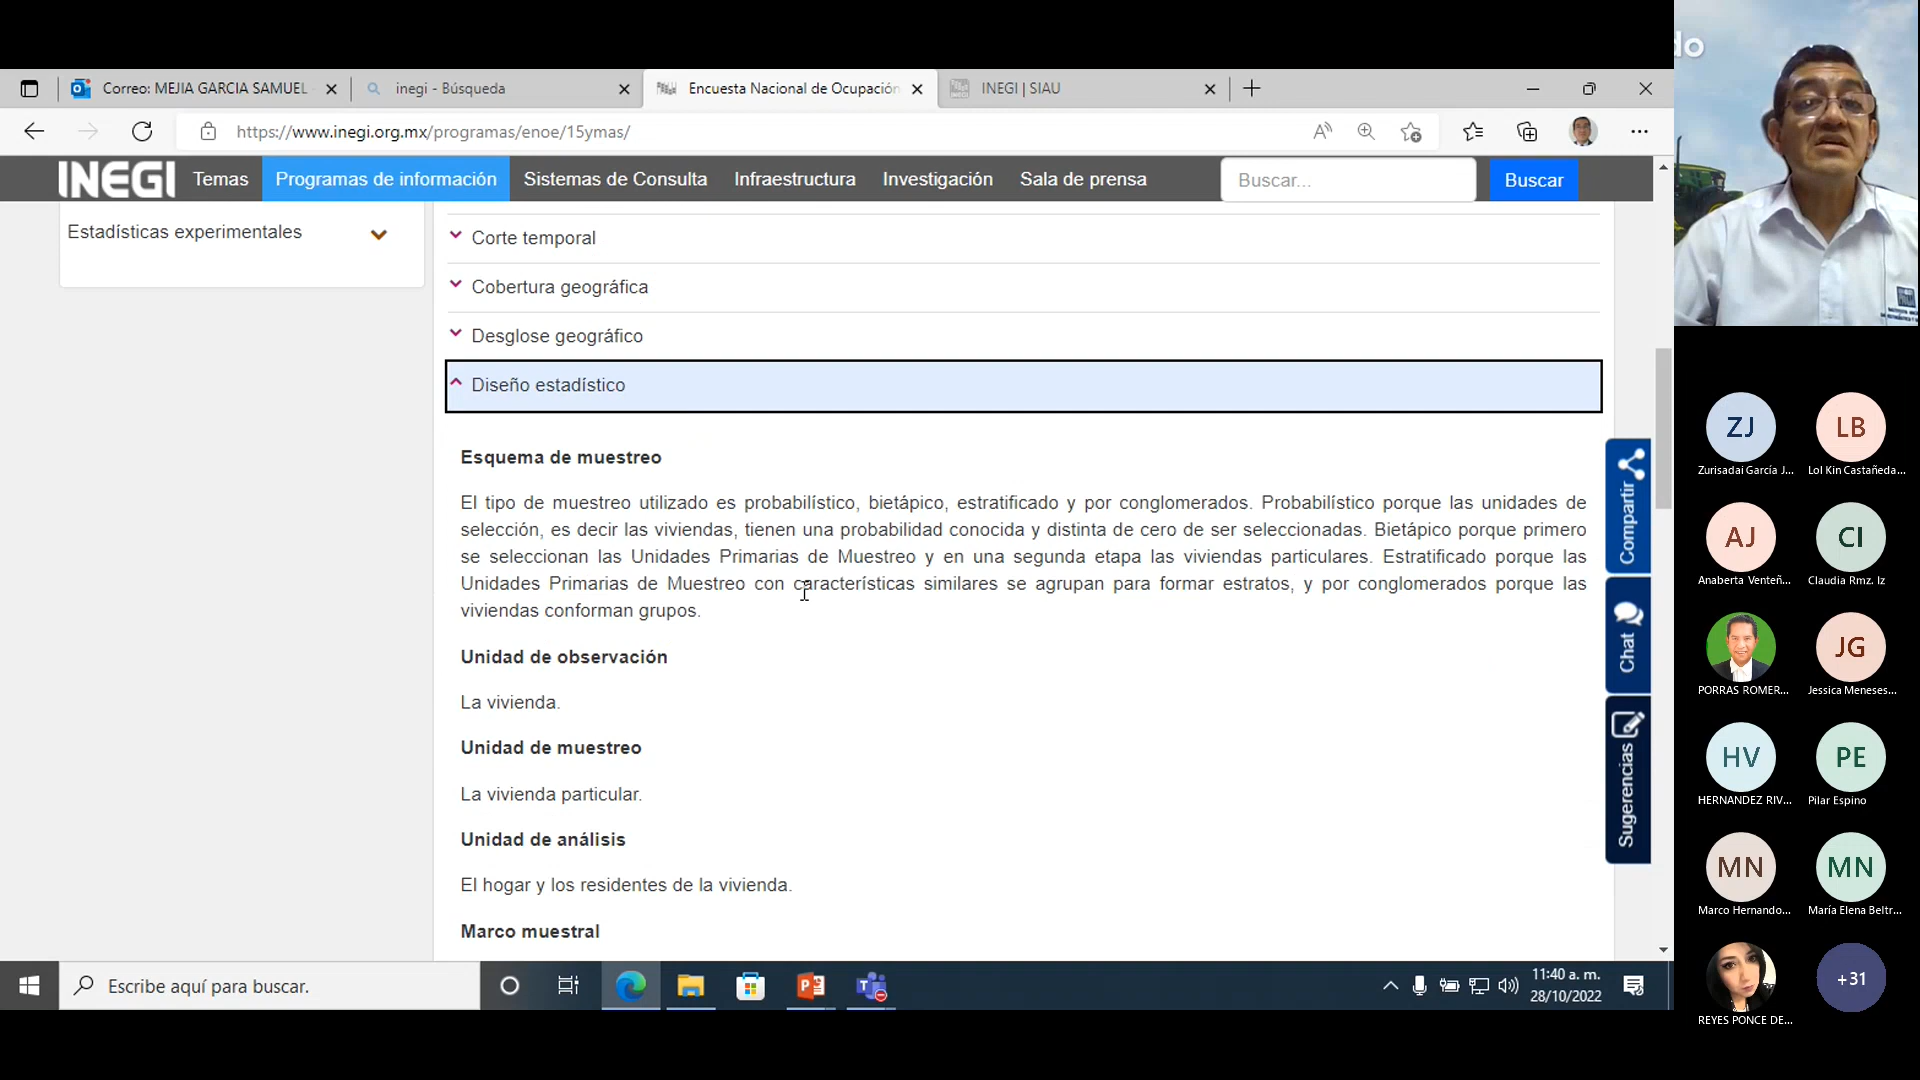 do
Correo: MEJIA GARCIA SAMUEL
inegi - Búsqueda
Encuesta Nacional de Ocupación
INEGI | SIAU
https://www.inegi.org.mx/programas/enoe/15ymas/
INEGI
Temas
Programas de información
Sistemas de Consulta
Infraestructura
Investigación
Sala de prensa
Buscar...
Buscar
Estadísticas experimentales
Corte temporal
Cobertura geográfica
Desglose geográfico
Diseño estadístico
Esquema de muestreo
El tipo de muestreo utilizado es probabilístico, bietápico, estratificado y por conglomerados. Probabilístico porque las unidades de
selección, es decir las viviendas, tienen una probabilidad conocida y distinta de cero de ser seleccionadas. Bietápico porque primero
se seleccionan las Unidades Primarias de Muestreo y en una segunda etapa las viviendas particulares. Estratificado porque las
Unidades Primarias de Muestreo con características similares se agrupan para formar estratos, y por conglomerados porque las
viviendas conforman grupos.
Unidad de observación
La vivienda.
Unidad de muestreo
La vivienda particular.
Unidad de análisis
El hogar y los residentes de la vivienda.
Marco muestral
Compartir
Chat
Sugerencias
ZJ
LB
Zurisadai García J...
Lol Kin Castañeda...
AJ
CI
Anaberta Venteñ...
Claudia Rmz. Iz
JG
PORRAS ROMER...
Jessica Meneses...
HV
PE
HERNANDEZ RIV...
Pilar Espino
MN
MN
Marco Hernando...
María Elena Beltr...
+31
REYES PONCE DE...
Escribe aquí para buscar.
11:40 a. m.
28/10/2022